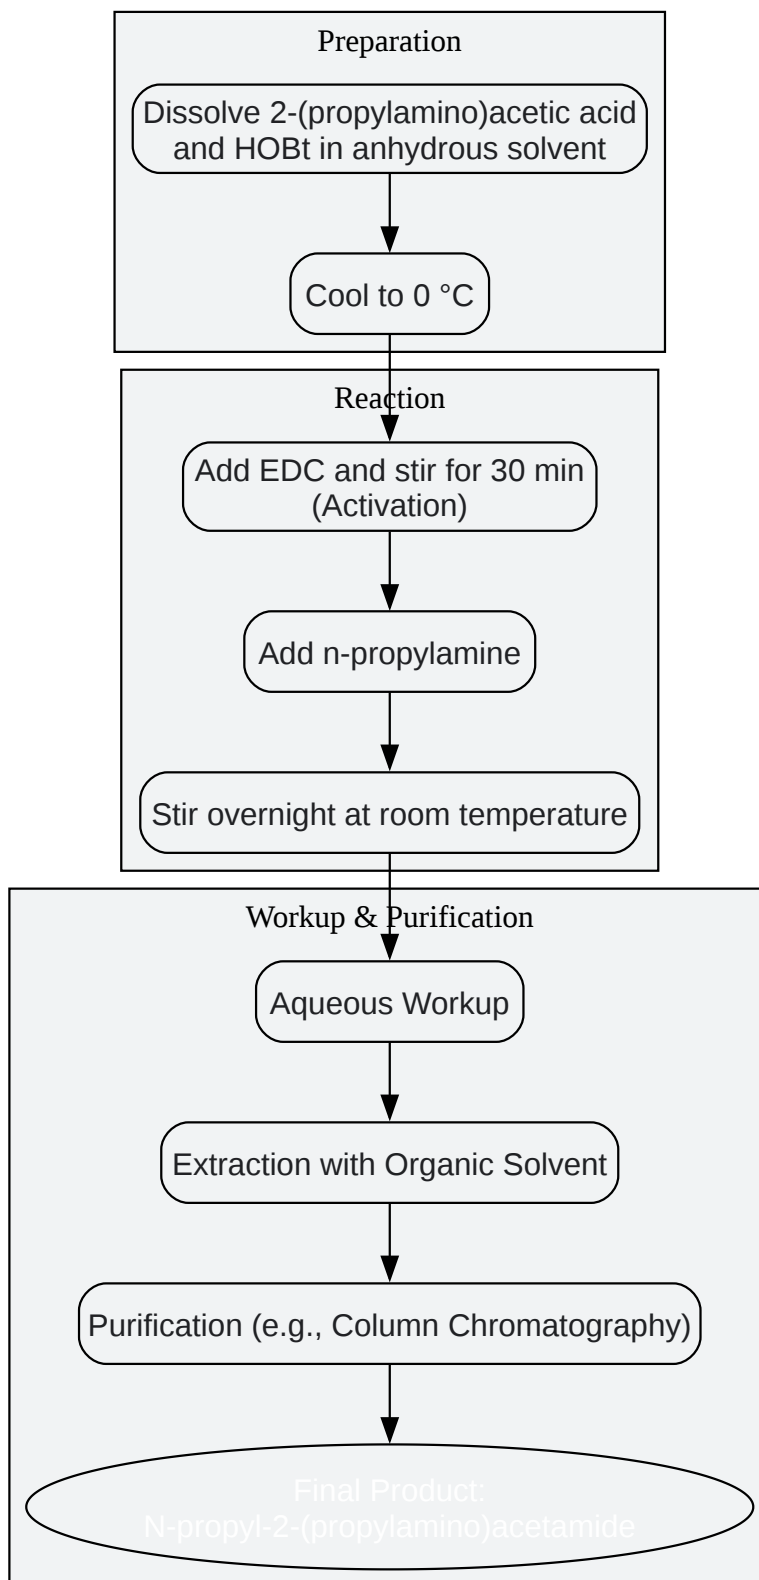 Preparation
Dissolve 2-(propylamino)acetic acid
and HOBt in anhydrous solvent
Cool to 0 °C
Reaction
Add EDC and stir for 30 min
(Activation)
Add n-propylamine
Stir overnight at room temperature
Workup & Purification
Aqueous Workup
Extraction with Organic Solvent
Purification (e.g., Column Chromatography)
Final Product:
N-propyl-2-(propylamino)acetamide